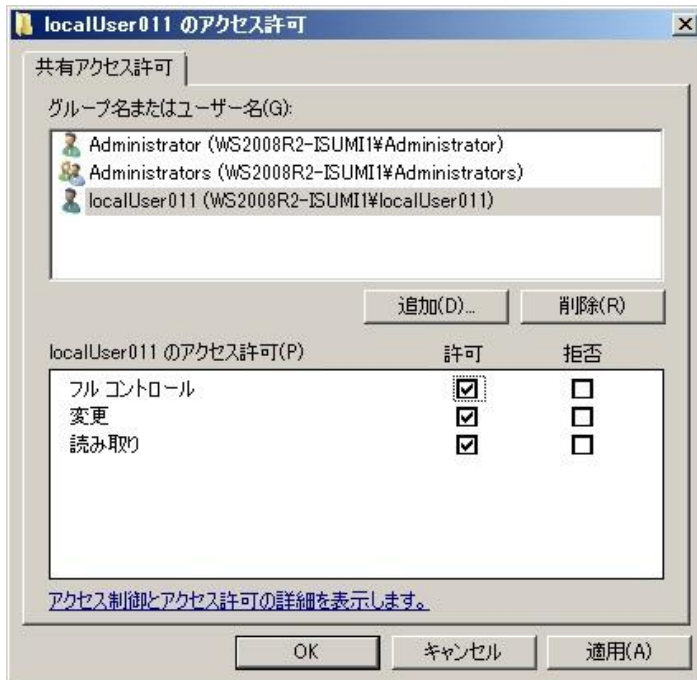 localUser011 のアクセス許可
共有アクセス許可
グループ名またはユーザー名(G):
Administrator (WS2008R2-ISUMI1¥Administrator)
Administrators (WS2008R2-ISUMI1¥Administrators)
localUser011 (WS2008R2-ISUMI1¥localUser011)
追加(D)... 削除(R)
localUser011 のアクセス許可(P) 許可 拒否
フル コントロール
変更
読み取り
アクセス制御とアクセス許可の詳細を表示します。
OK キャンセル 適用(A)